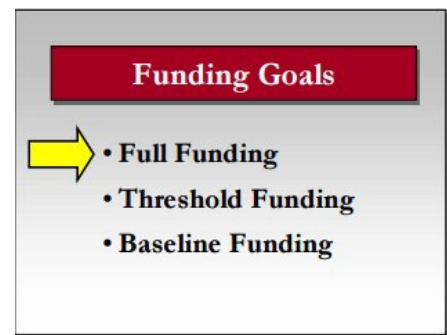 Funding Goals
• Full Funding
• Threshold Funding
• Baseline Funding